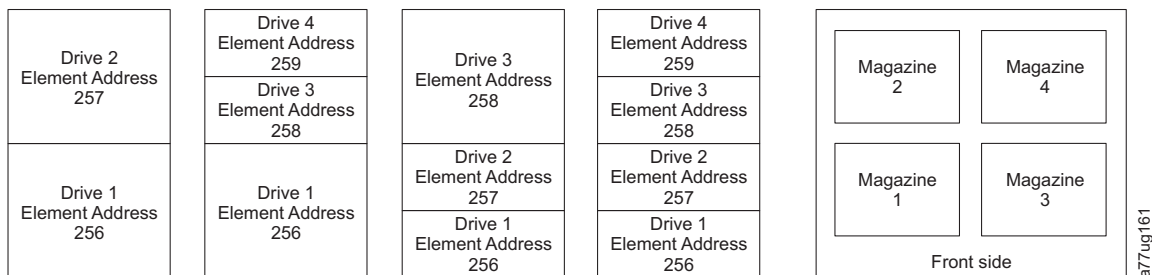 Drive 2
Element Address
257
Drive 1
Element Address
256
Drive 4
Element Address
259
Drive 3
Element Address
258
Drive 1
Element Address
256
Drive 3
Element Address
258
Drive 2
Element Address
257
Drive 1
Element Address
256
Drive 4
Element Address
259
Drive 3
Element Address
258
Drive 2
Element Address
257
Drive 1
Element Address
256
Magazine
2
Magazine
4
Magazine
1
Magazine
3
Front side
a77ug161